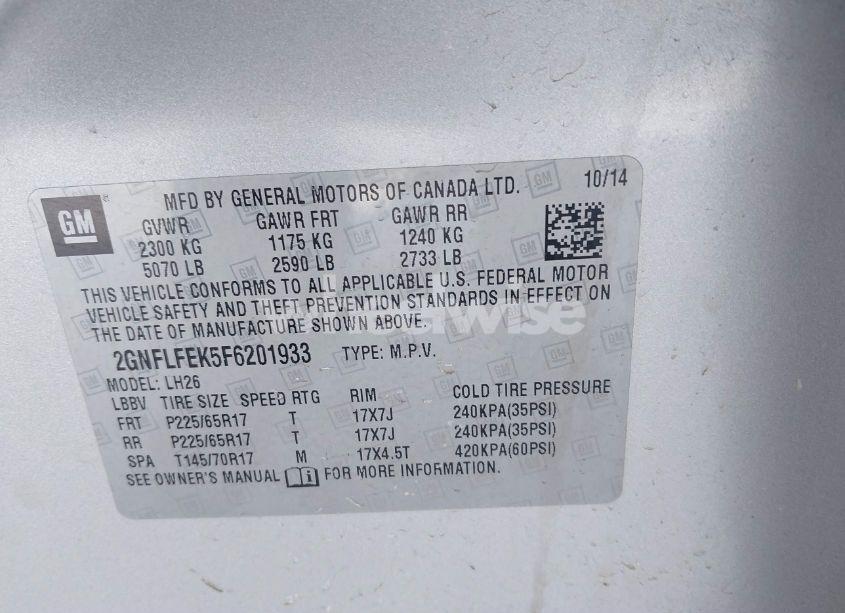 MFD BY GENERAL MOTORS OF CANADA LTD. 10/14
GM
GVWR GAWR FRT GAWR RR
2300 KG 1175 KG 1240 KG
5070 LB 2590 LB 2733 LB
THIS VEHICLE CONFORMS TO ALL APPLICABLE U.S. FEDERAL MOTOR
VEHICLE SAFETY AND THEFT PREVENTION STANDARDS IN EFFECT ON
THE DATE OF MANUFACTURE SHOWN ABOVE.
2GNFLFEK5F6201933 TYPE: M.P.V.
MODEL: LH26
LBBV TIRE SIZE SPEED RTG RIM COLD TIRE PRESSURE
FRT P225/65R17 T 17X7J 240KPA(35PSI)
RR P225/65R17 T 17X7J 240KPA(35PSI)
SPA T145/70R17 M 17X4.5T 420KPA(60PSI)
SEE OWNER'S MANUAL FOR MORE INFORMATION.